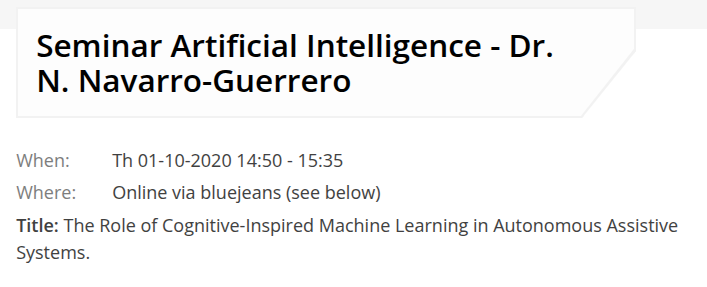 Seminar Artificial Intelligence - Dr.
N. Navarro-Guerrero
When: Th 01-10-2020 14:50 - 15:35
Where: Online via bluejeans (see below)
Title: The Role of Cognitive-Inspired Machine Learning in Autonomous Assistive
Systems.